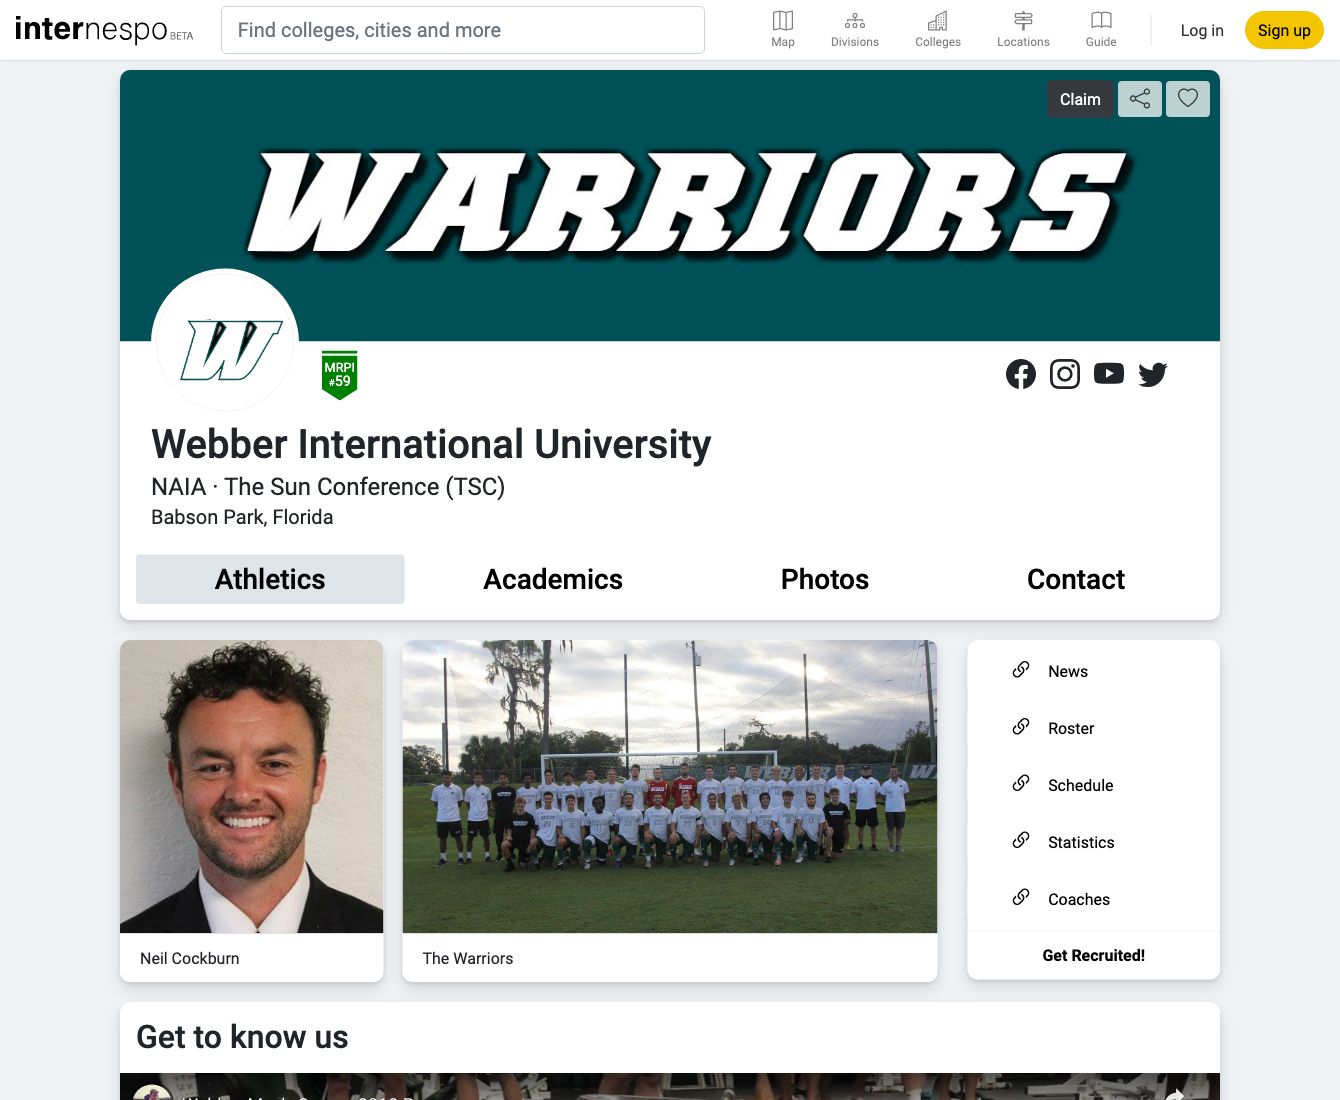 internespo BETA
Find colleges, cities and more
Map
Divisions
Colleges
Locations
Guide
Log in
Sign up
Claim
WARRIORS
W
MRPI
#59
Webber International University
NAIA · The Sun Conference (TSC)
Babson Park, Florida
Athletics
Academics
Photos
Contact
Neil Cockburn
The Warriors
News
Roster
Schedule
Statistics
Coaches
Get Recruited!
Get to know us